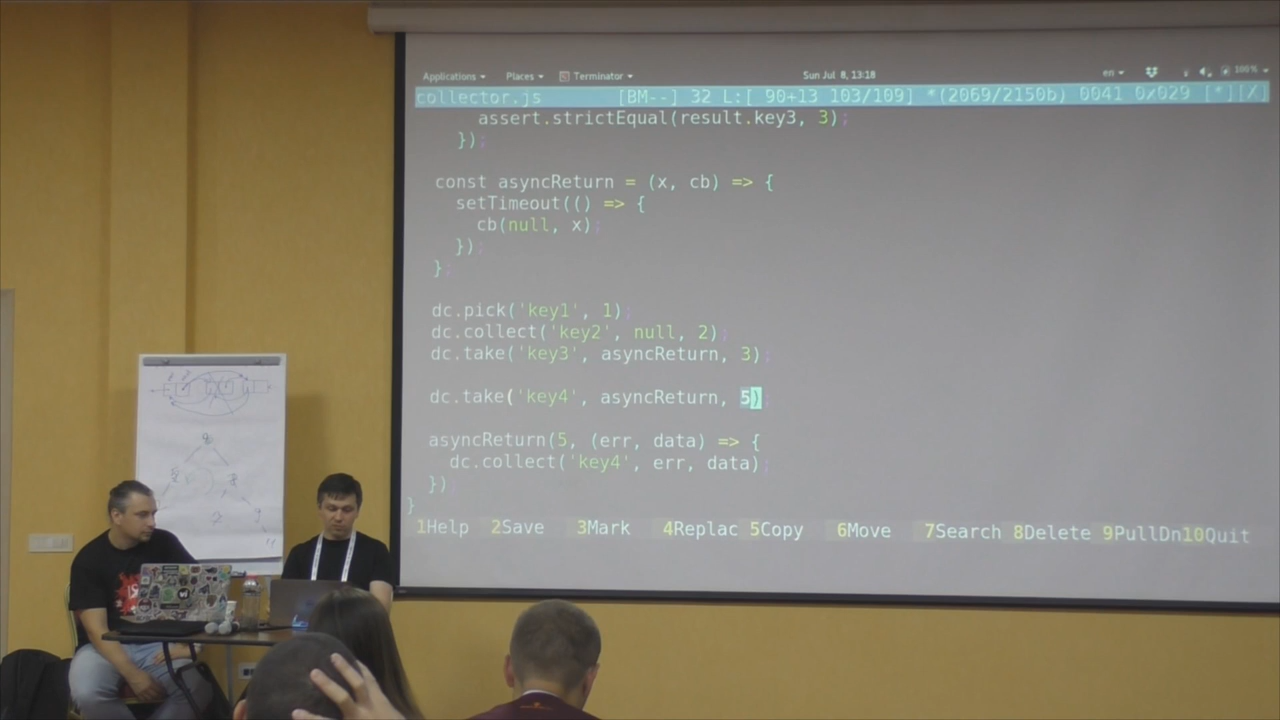 Applications Places Terminator Sun Jul 8, 13:18 en 100%
collector.js [BM--] 32 L:[ 90+13 103/109] *(2069/2150b) 0041 0x029 [*][X]
assert.strictEqual(result.key3, 3);
});
const asyncReturn = (x, cb) => {
setTimeout(() => {
cb(null, x);
});
};
dc.pick('key1', 1);
dc.collect('key2', null, 2);
dc.take('key3', asyncReturn, 3);
dc.take('key4', asyncReturn, 5);
asyncReturn(5, (err, data) => {
dc.collect('key4', err, data);
})
}
1Help 2Save 3Mark 4Replac 5Copy 6Move 7Search 8Delete 9PullDn10Quit